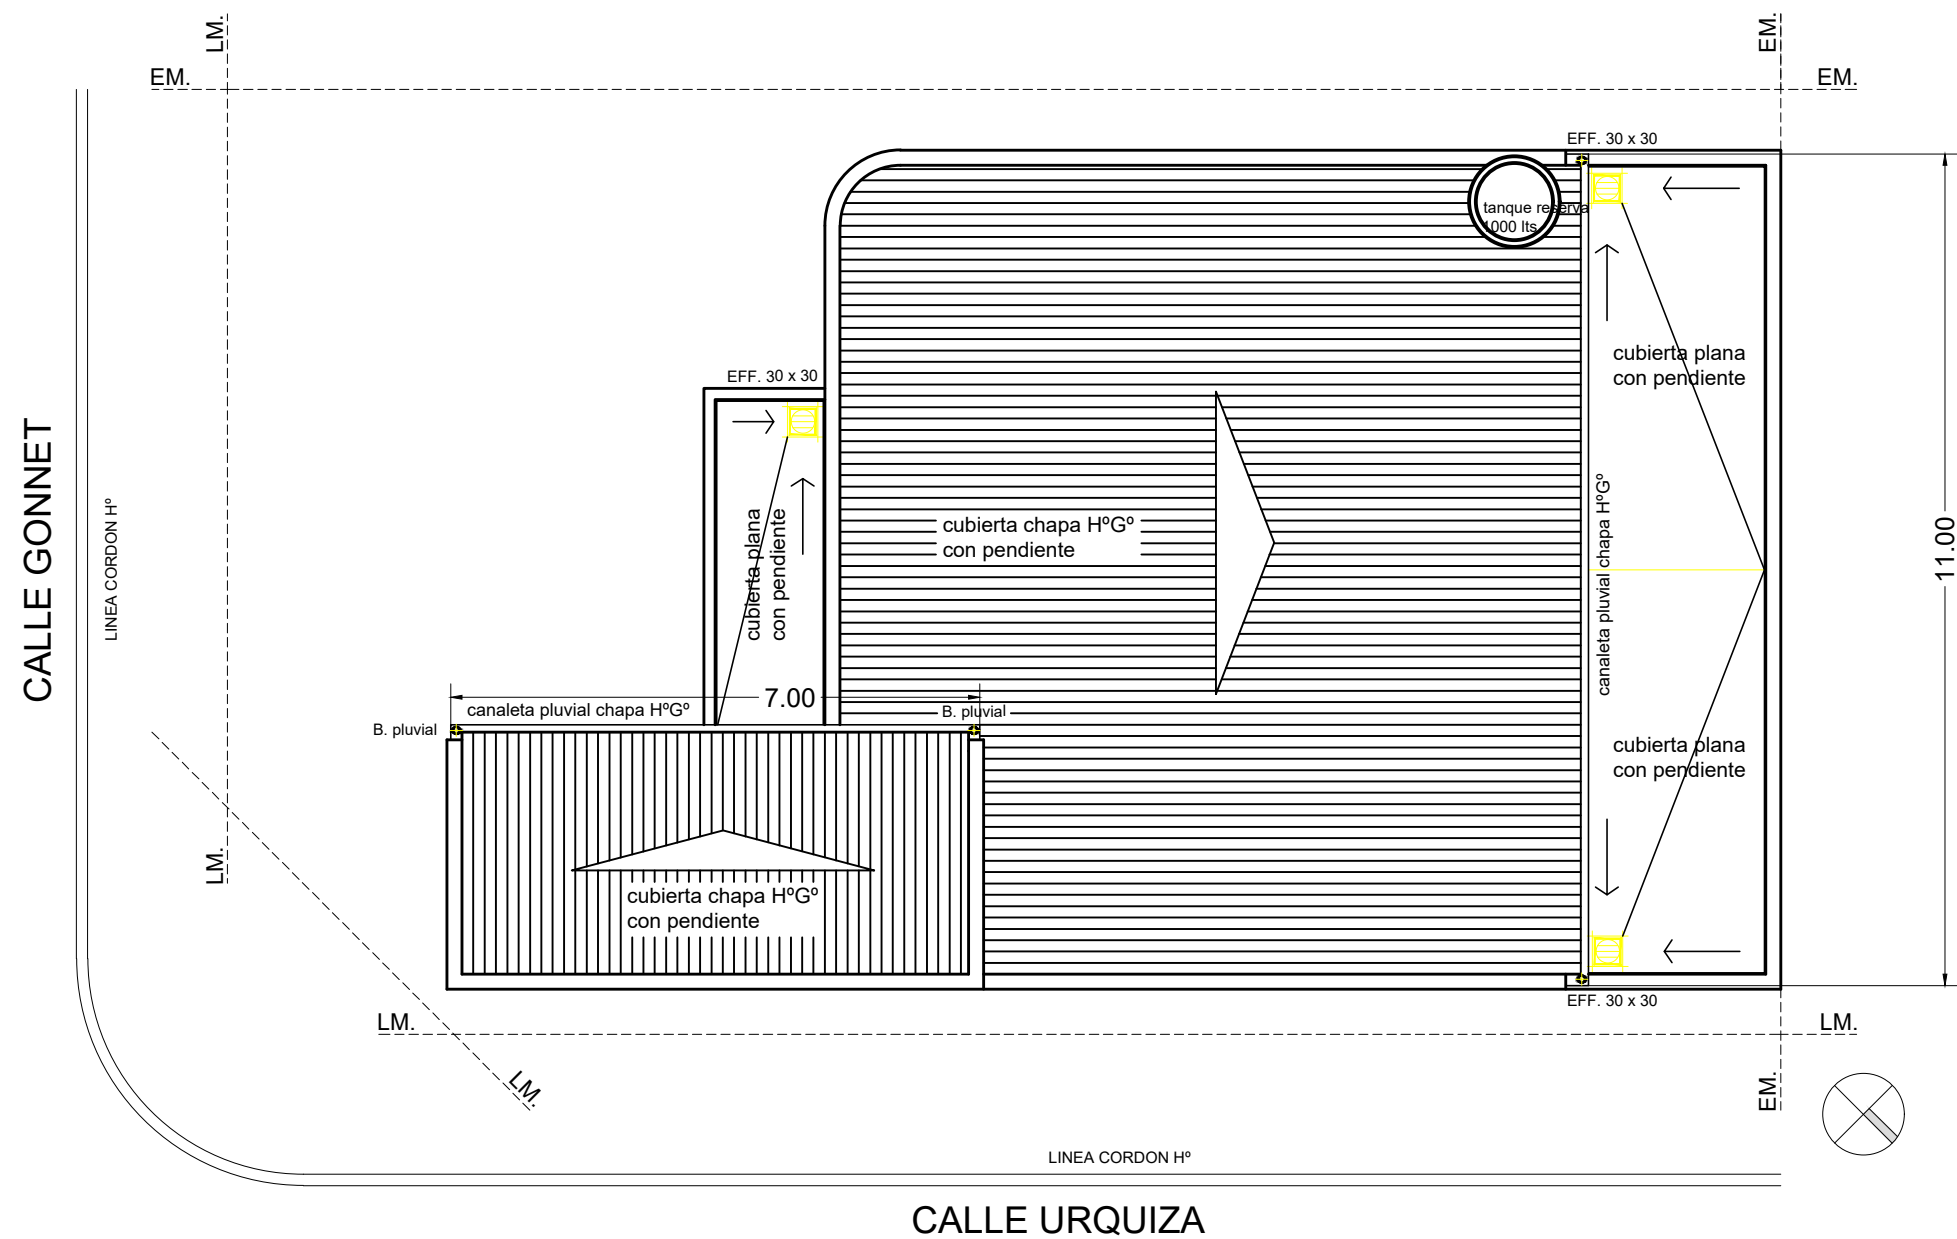 LM.
EM.
EM.
EM.
EFF. 30 x 30
tanque reserva
1000 lts
cubierta plana
con pendiente
EFF. 30 x 30
CALLE GONNET
LINEA CORDON Hº
cubierta plana
con pendiente
cubierta chapa HºGº
con pendiente
canaleta pluvial chapa HºGº
11.00
7.00
canaleta pluvial chapa HºGº
B. pluvial
B. pluvial
cubierta plana
con pendiente
LM.
cubierta chapa HºGº
con pendiente
EFF. 30 x 30
LM.
LM.
LM.
EM.
LINEA CORDON Hº
CALLE URQUIZA